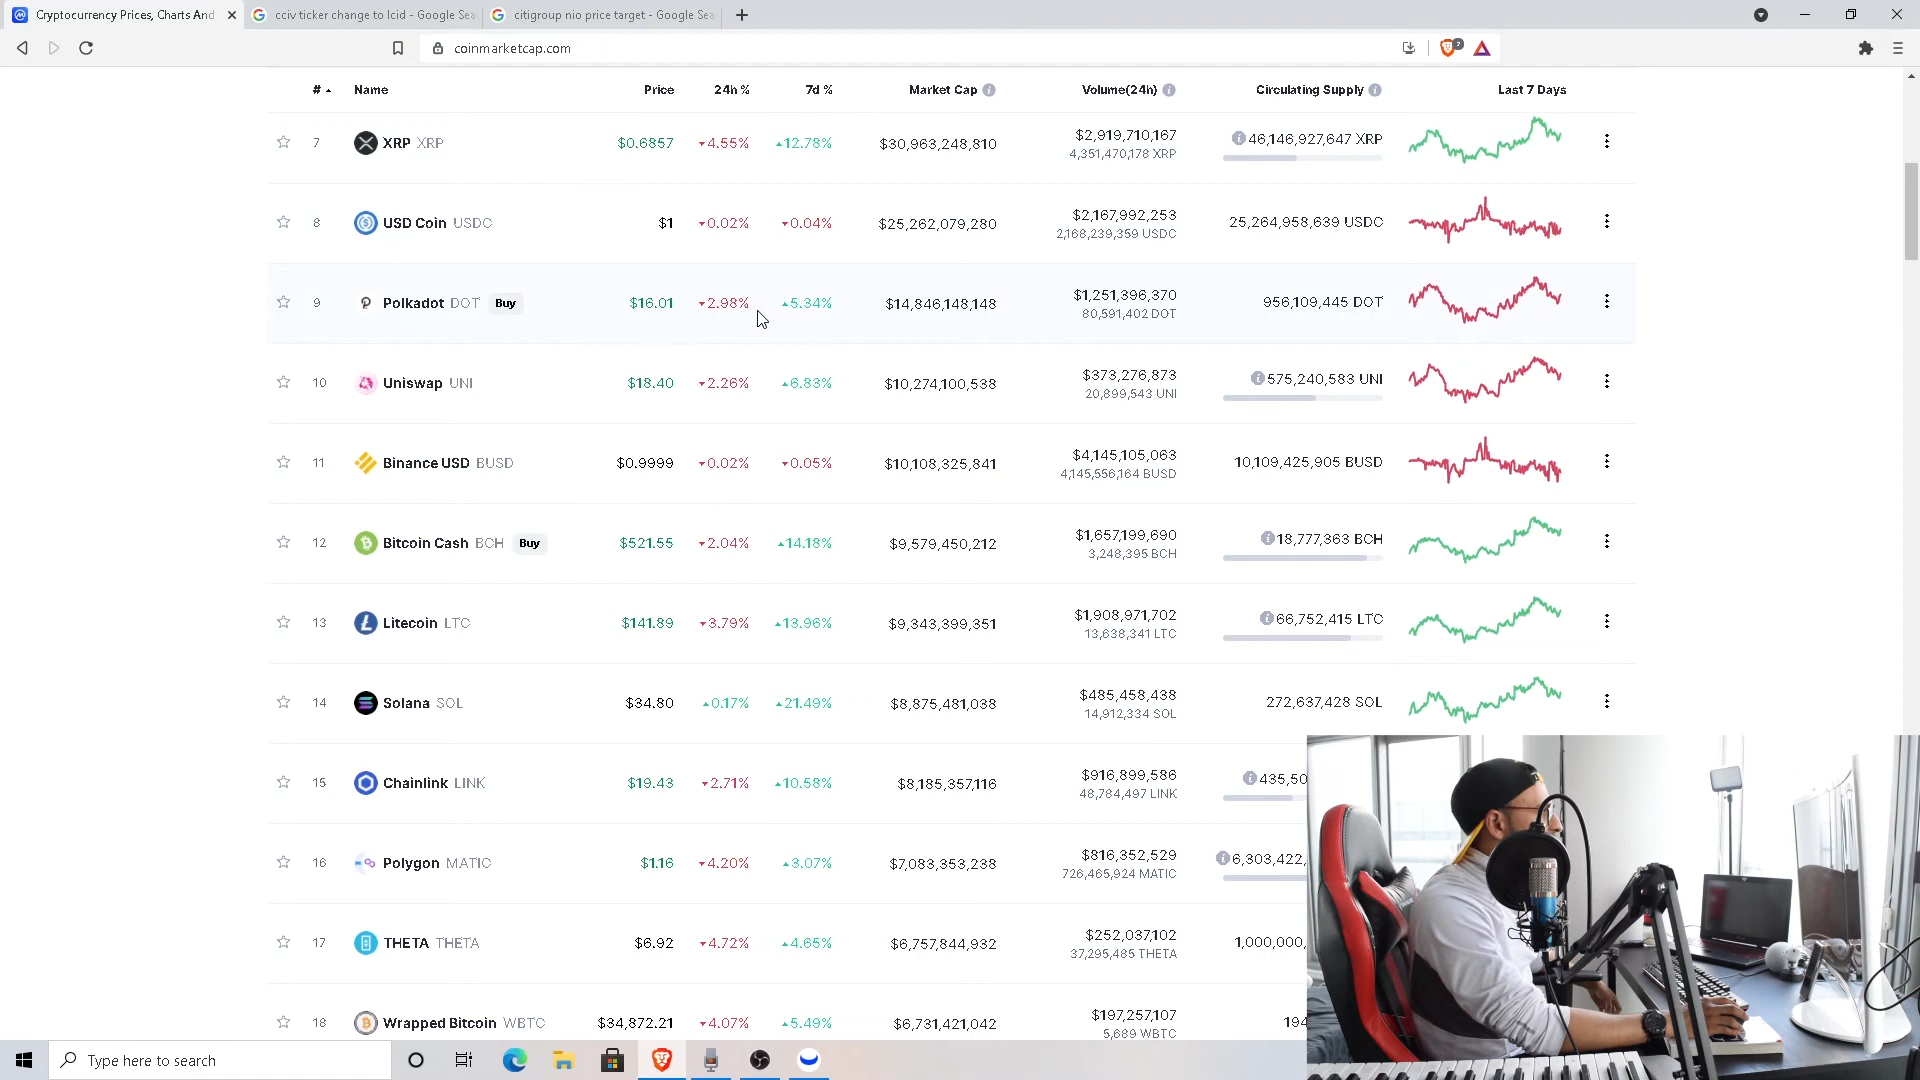 Cryptocurrency Prices, Charts And
cciv ticker change to lcid - Google Sea
citigroup nio price target - Google Sea
coinmarketcap.com
2
# Name Price 24h % 7d % Market Cap Volume(24h) Circulating Supply Last 7 Days
7 XRP XRP $0.6857 4.55% 12.78% $30,963,248,810 $2,919,710,167 46,146,927,647 XRP
4,351,470,178 XRP
8 USD Coin USDC $1 0.02% 0.04% $25,262,079,280 $2,167,992,253 25,264,958,639 USDC
2,168,239,359 USDC
9 Polkadot DOT Buy $16.01 2.98% 5.34% $14,846,148,148 $1,251,396,370 956,109,445 DOT
80,591,402 DOT
10 Uniswap UNI $18.40 2.26% 6.83% $10,274,100,538 $373,276,873 575,240,583 UNI
20,899,543 UNI
11 Binance USD BUSD $0.9999 0.02% 0.05% $10,108,325,841 $4,145,105,063 10,109,425,905 BUSD
4,145,556,164 BUSD
12 Bitcoin Cash BCH Buy $521.55 2.04% 14.18% $9,579,450,212 $1,657,199,690 18,777,363 BCH
3,248,395 BCH
13 Litecoin LTC $141.89 3.79% 13.96% $9,343,399,351 $1,908,971,702 66,752,415 LTC
13,638,341 LTC
14 Solana SOL $34.80 0.17% 21.49% $8,875,481,038 $485,458,438 272,637,428 SOL
14,912,334 SOL
15 Chainlink LINK $19.43 2.71% 10.58% $8,185,357,116 $916,899,586 435,50
48,784,497 LINK
16 Polygon MATIC $1.16 4.20% 3.07% $7,083,353,238 $816,352,529 6,303,422,
726,465,924 MATIC
17 THETA THETA $6.92 4.72% 4.65% $6,757,844,932 $252,037,102 1,000,000,
37,295,485 THETA
18 Wrapped Bitcoin WBTC $34,872.21 4.07% 5.49% $6,731,421,042 $197,257,107 194
5,689 WBTC
Type here to search